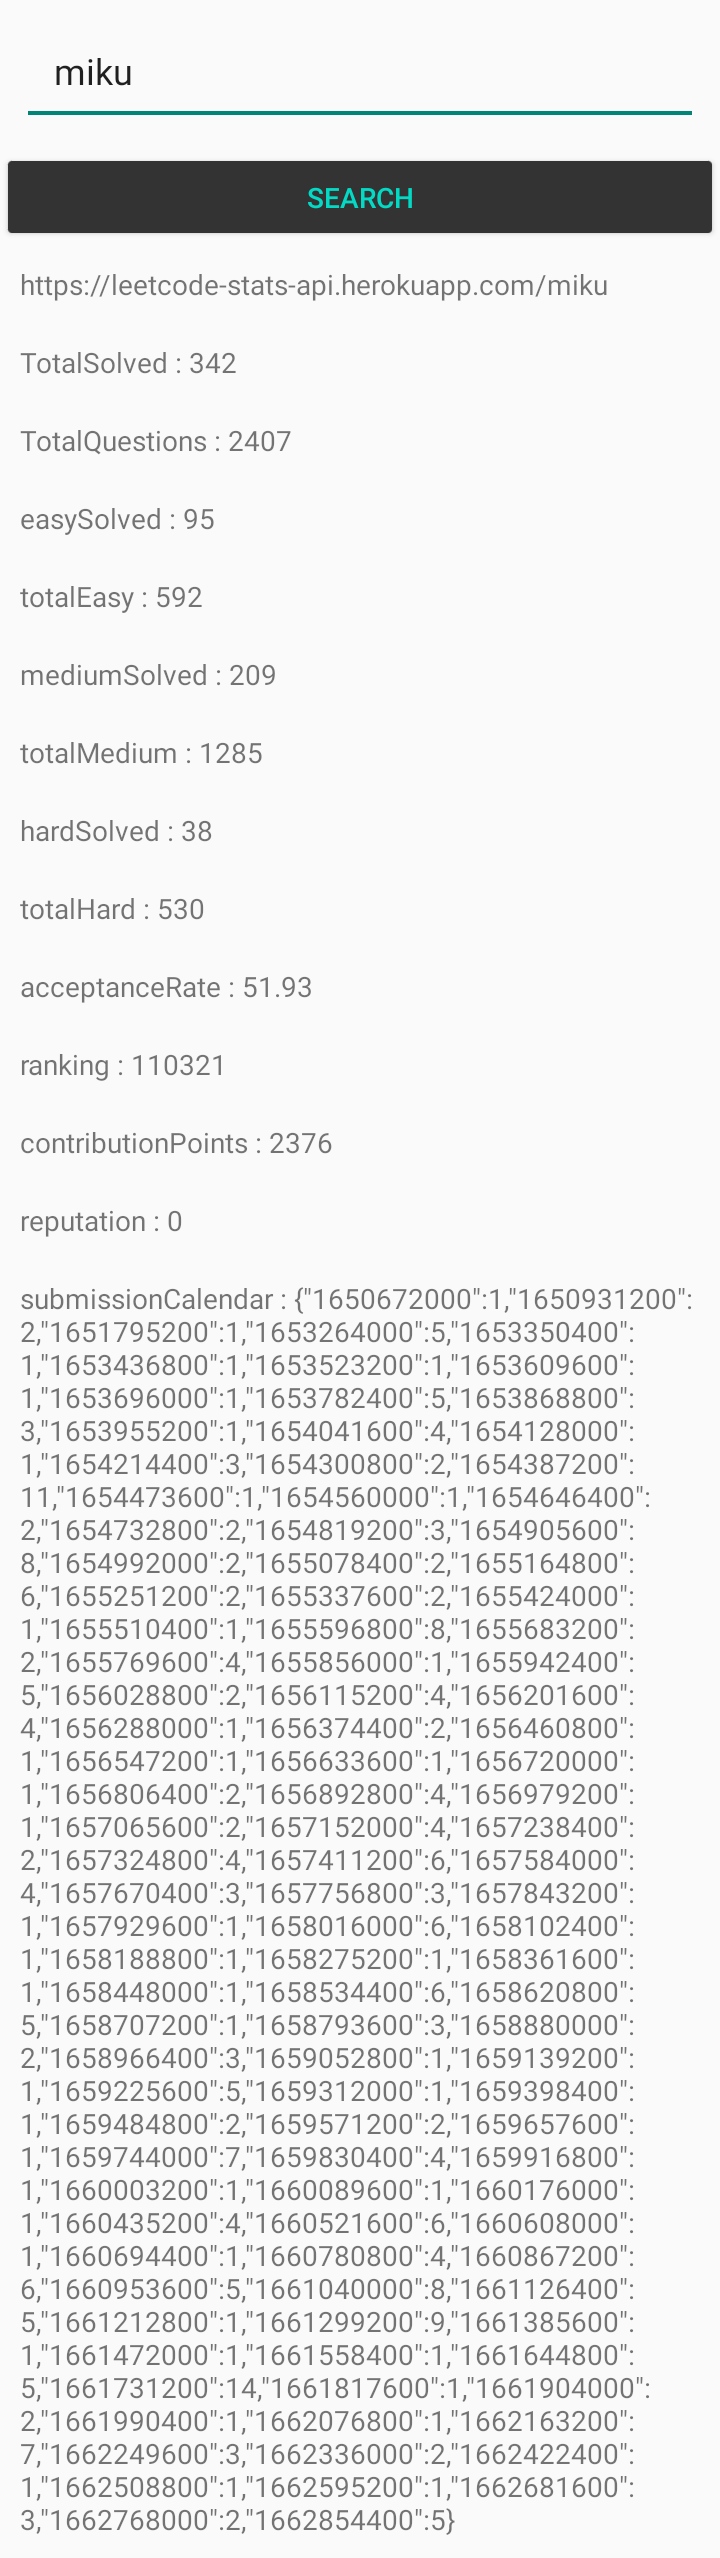 miku
SEARCH
https://leetcode-stats-api.herokuapp.com/miku
TotalSolved : 342
TotalQuestions : 2407
easySolved : 95
totalEasy : 592
mediumSolved : 209
totalMedium : 1285
hardSolved : 38
totalHard : 530
acceptanceRate : 51.93
ranking : 110321
contributionPoints : 2376
reputation : 0
submissionCalendar : {"1650672000":1,"1650931200":
2,"1651795200":1,"1653264000":5,"1653350400":
1,"1653436800":1,"1653523200":1,"1653609600":
1,"1653696000":1,"1653782400":5,"1653868800":
3,"1653955200":1,"1654041600":4,"1654128000":
1,"1654214400":3,"1654300800":2,"1654387200":
11,"1654473600":1,"1654560000":1,"1654646400":
2,"1654732800":2,"1654819200":3,"1654905600":
8,"1654992000":2,"1655078400":2,"1655164800":
6,"1655251200":2,"1655337600":2,"1655424000":
1,"1655510400":1,"1655596800":8,"1655683200":
2,"1655769600":4,"1655856000":1,"1655942400":
5,"1656028800":2,"1656115200":4,"1656201600":
4,"1656288000":1,"1656374400":2,"1656460800":
1,"1656547200":1,"1656633600":1,"1656720000":
1,"1656806400":2,"1656892800":4,"1656979200":
1,"1657065600":2,"1657152000":4,"1657238400":
2,"1657324800":4,"1657411200":6,"1657584000":
4,"1657670400":3,"1657756800":3,"1657843200":
1,"1657929600":1,"1658016000":6,"1658102400":
1,"1658188800":1,"1658275200":1,"1658361600":
1,"1658448000":1,"1658534400":6,"1658620800":
5,"1658707200":1,"1658793600":3,"1658880000":
2,"1658966400":3,"1659052800":1,"1659139200":
1,"1659225600":5,"1659312000":1,"1659398400":
1,"1659484800":2,"1659571200":2,"1659657600":
1,"1659744000":7,"1659830400":4,"1659916800":
1,"1660003200":1,"1660089600":1,"1660176000":
1,"1660435200":4,"1660521600":6,"1660608000":
1,"1660694400":1,"1660780800":4,"1660867200":
6,"1660953600":5,"1661040000":8,"1661126400":
5,"1661212800":1,"1661299200":9,"1661385600":
1,"1661472000":1,"1661558400":1,"1661644800":
5,"1661731200":14,"1661817600":1,"1661904000":
2,"1661990400":1,"1662076800":1,"1662163200":
7,"1662249600":3,"1662336000":2,"1662422400":
1,"1662508800":1,"1662595200":1,"1662681600":
3,"1662768000":2,"1662854400":5}